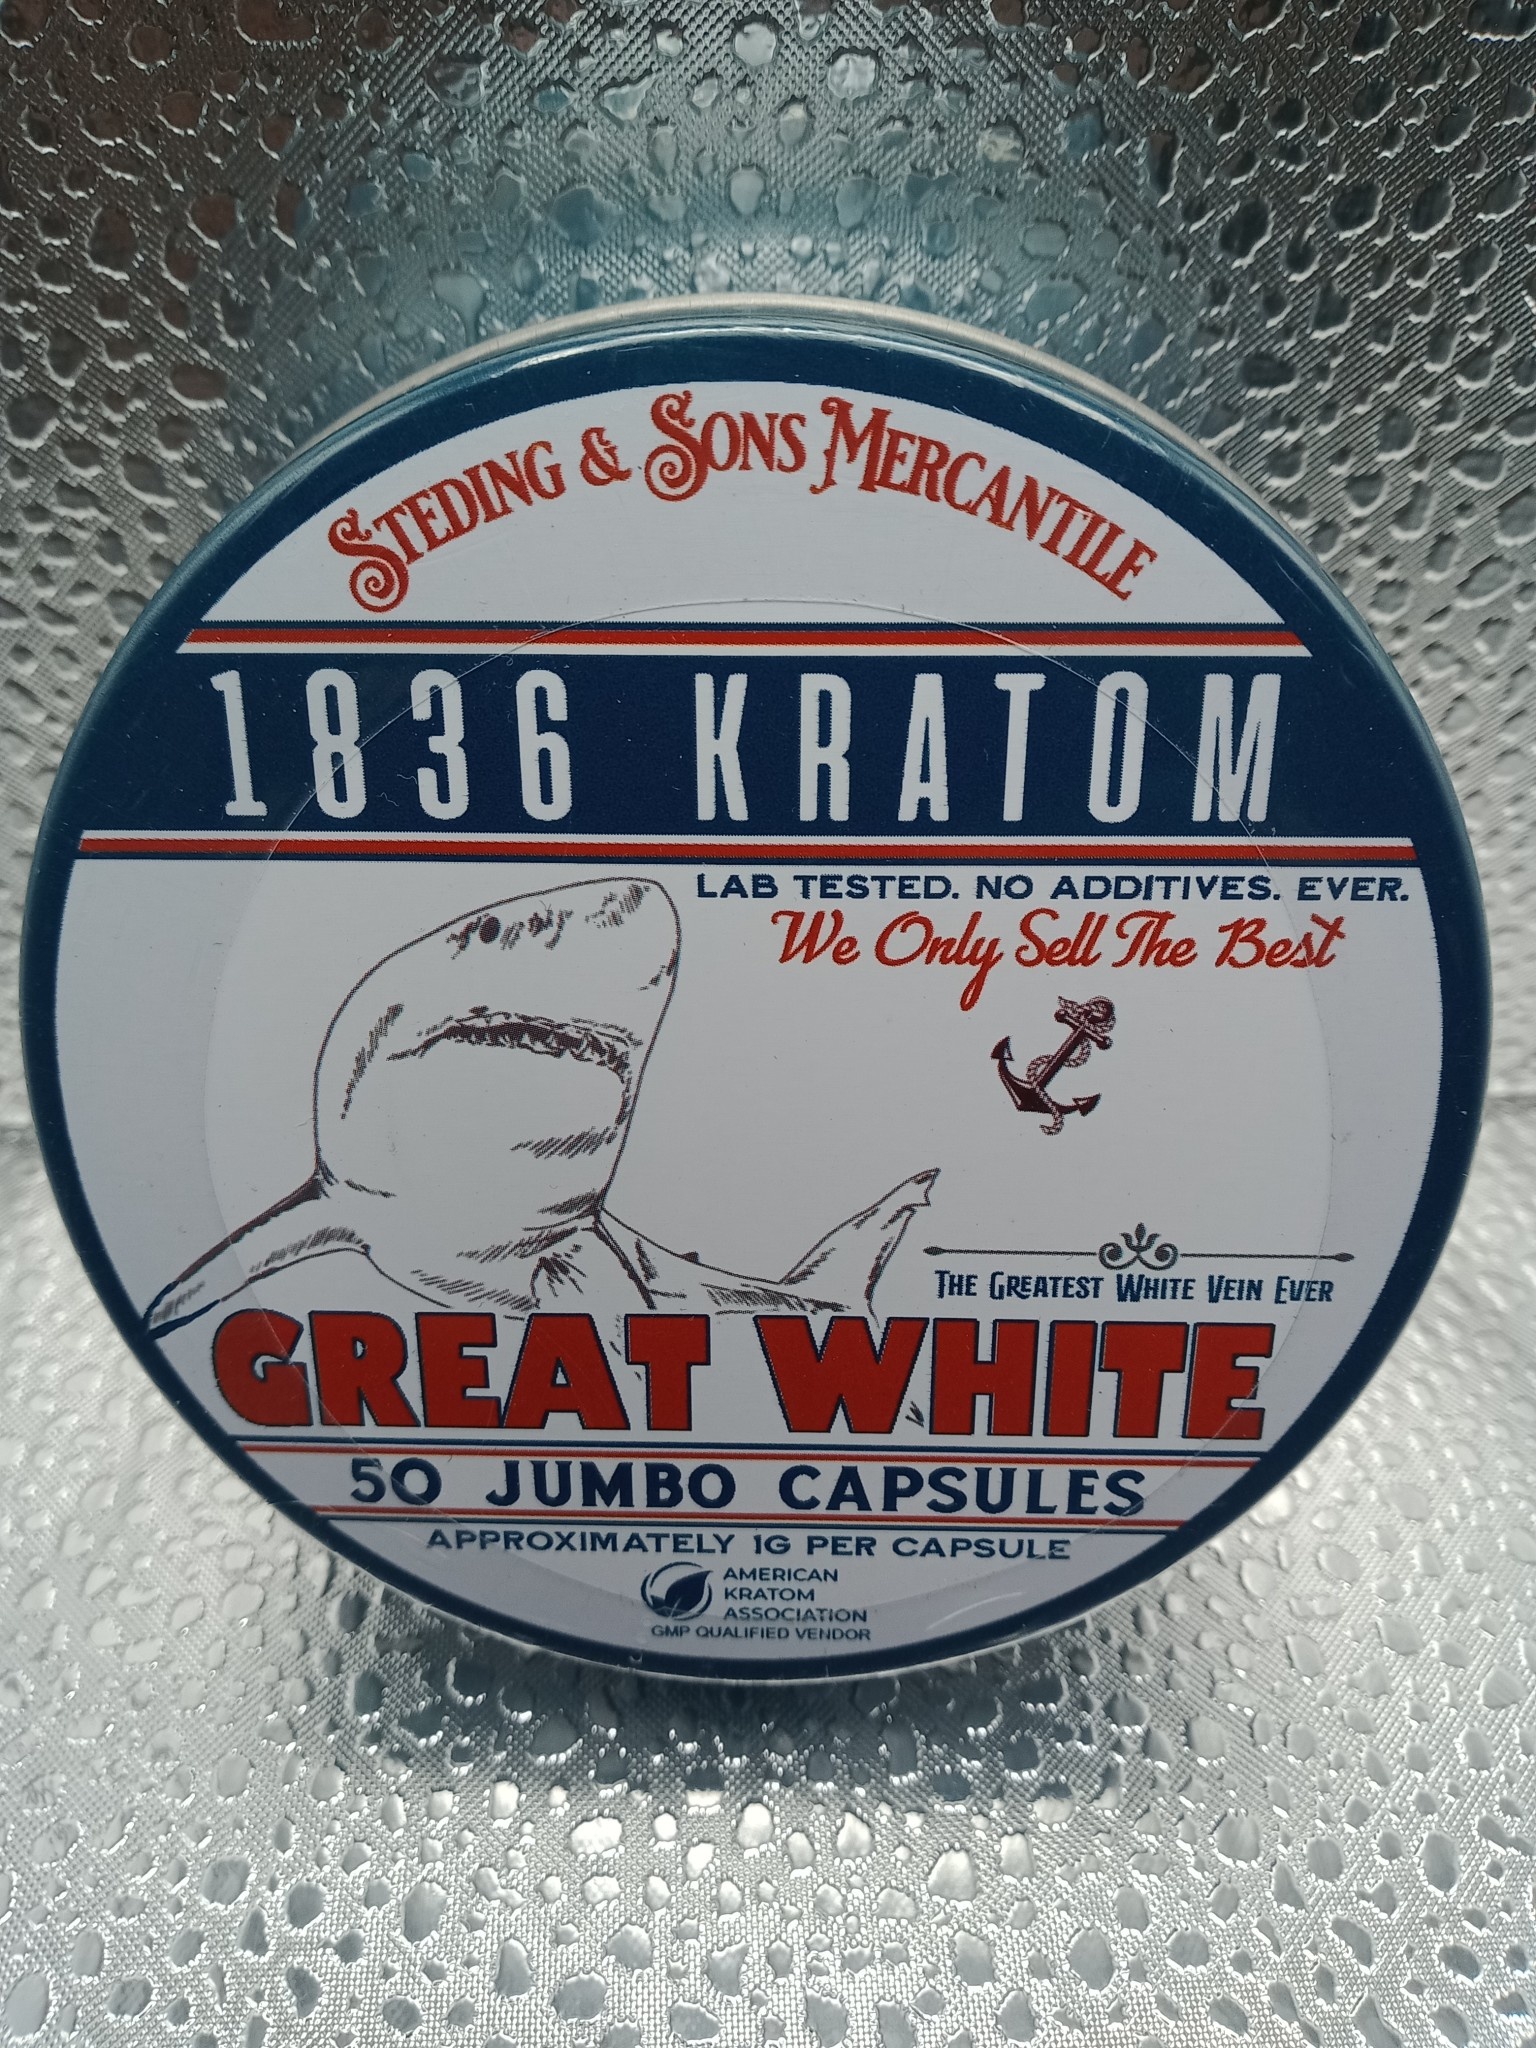 STEDING & SONS MERCANTILE
1836 KRATOM
LAB TESTED. NO ADDITIVES. EVER.
We Only Sell The Best
THE GREATEST WHITE VEIN EVER
GREAT WHITE
50 JUMBO CAPSULES
APPROXIMATELY 1G PER CAPSULE
AMERICAN
KRATOM
ASSOCIATION
GMP QUALIFIED VENDOR